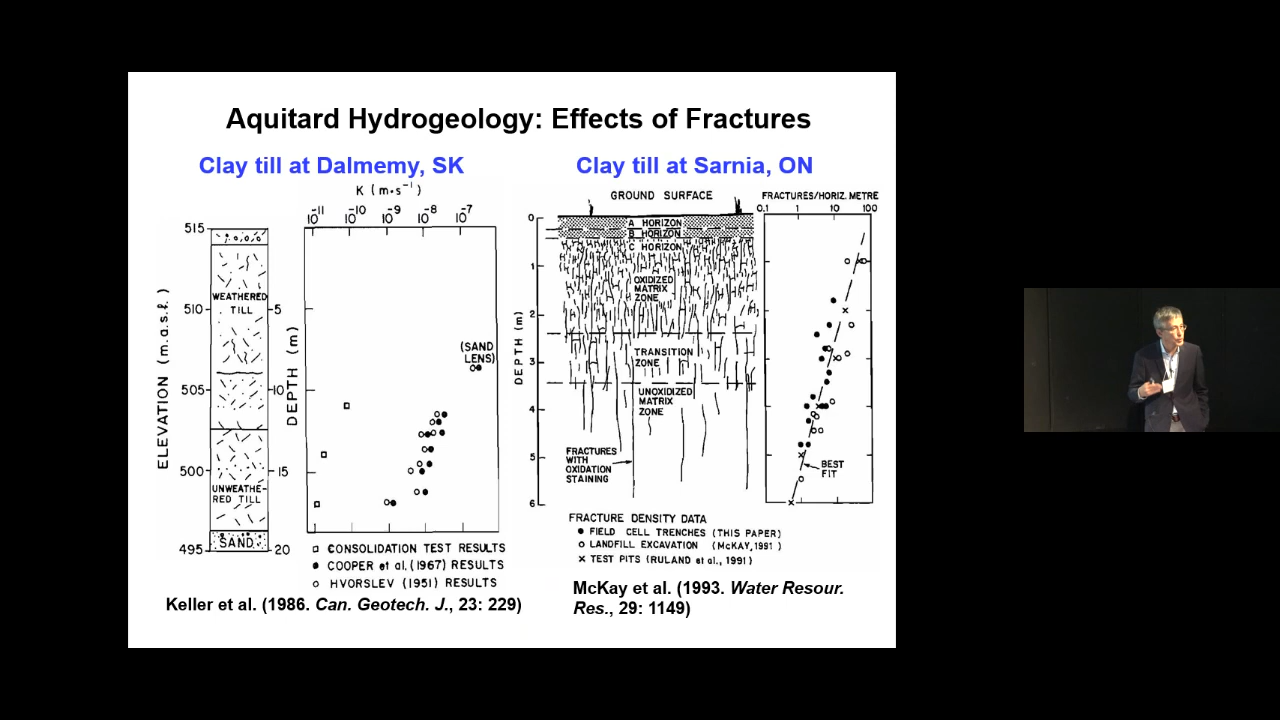 Aquitard Hydrogeology: Effects of Fractures
Clay till at Dalmemy, SK
K (m·s⁻¹)
10⁻¹¹ 10⁻¹⁰ 10⁻⁹ 10⁻⁸ 10⁻⁷
515
510
505
500
495
ELEVATION (m.a.s.l.)
WEATHERED
TILL
UNWEATHE-
RED TILL
SAND
5
10
15
20
DEPTH (m)
(SAND
LENS)
CONSOLIDATION TEST RESULTS
COOPER et al. (1967) RESULTS
HVORSLEV (1951) RESULTS
Keller et al. (1986. Can. Geotech. J., 23: 229)
Clay till at Sarnia, ON
GROUND SURFACE
0
1
2
3
4
5
6
DEPTH (m)
A HORIZON
B HORIZON
C HORIZON
OXIDIZED
MATRIX
ZONE
TRANSITION
ZONE
UNOXIDIZED
MATRIX
ZONE
FRACTURES
WITH
OXIDATION
STAINING
FRACTURES/HORIZ. METRE
0.1 1 10 100
BEST
FIT
FRACTURE DENSITY DATA
FIELD CELL TRENCHES (THIS PAPER)
LANDFILL EXCAVATION (McKAY, 1991)
TEST PITS (RULAND et al., 1991)
McKay et al. (1993. Water Resour.
Res., 29: 1149)